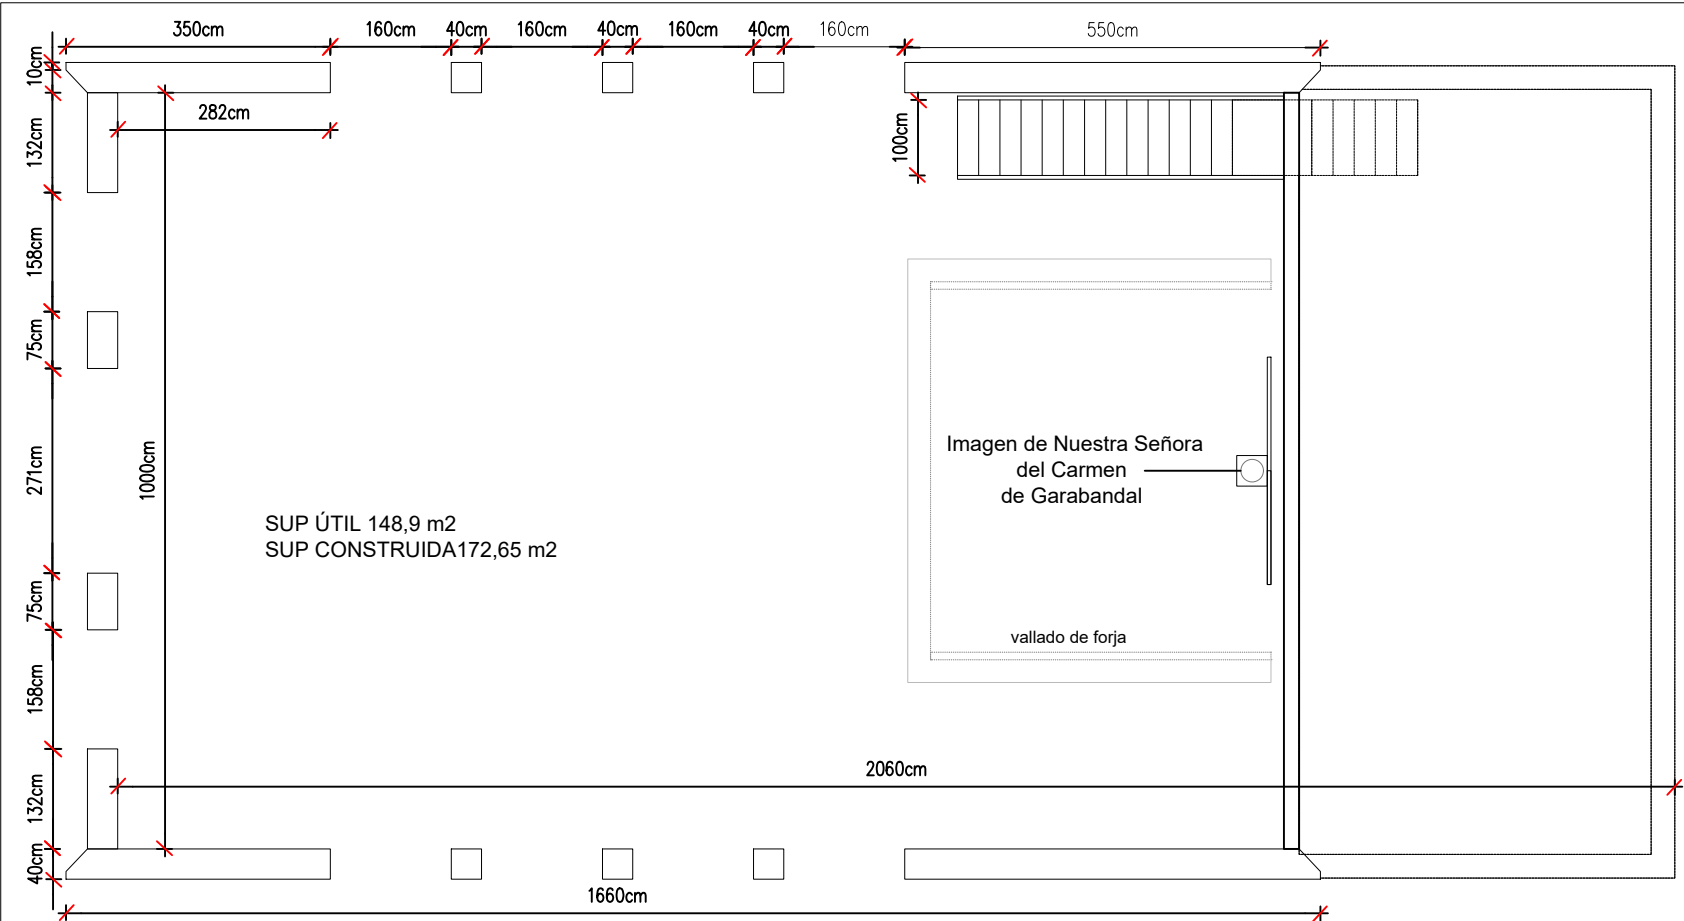 350cm
160cm
40cm
160cm
40cm
160cm
40cm
160cm
550cm
10cm
282cm
132cm
100cm
158cm
75cm
271cm
1000cm
Imagen de Nuestra Señora
del Carmen
de Garabandal
SUP ÚTIL 148,9 m2
SUP CONSTRUIDA172,65 m2
75cm
vallado de forja
158cm
2060cm
132cm
40cm
1660cm